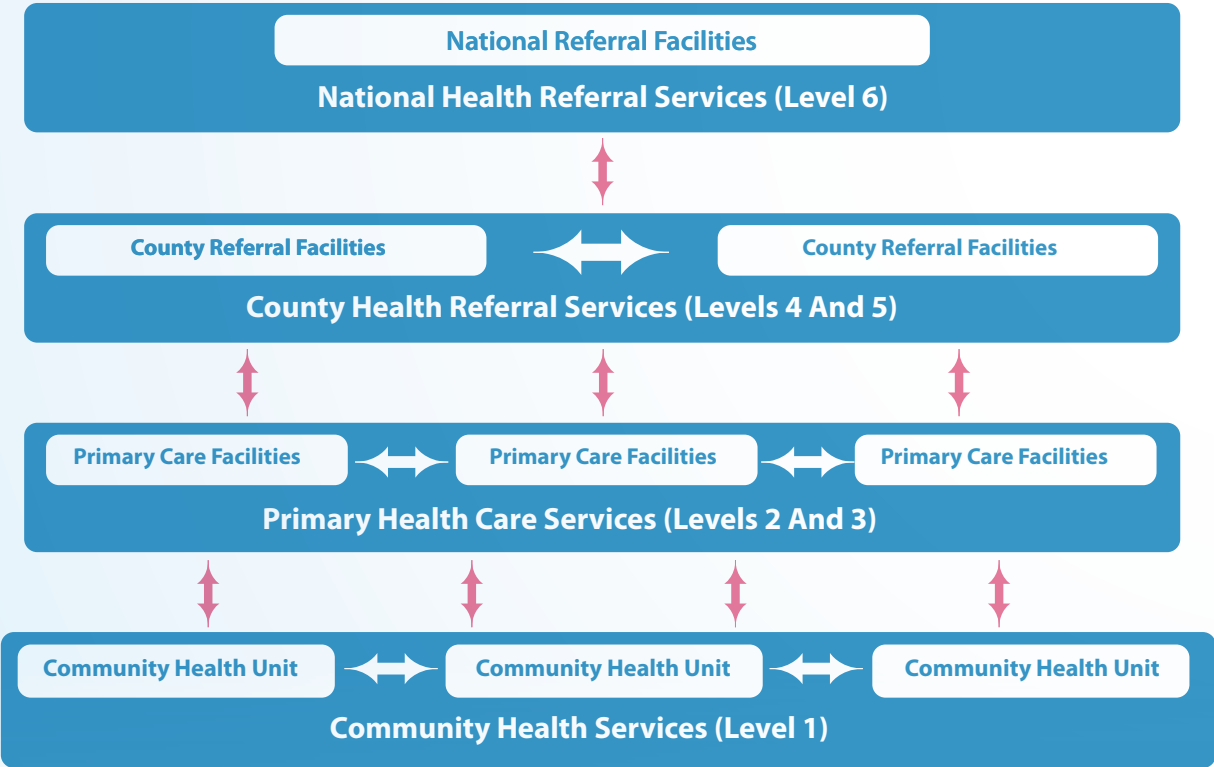 National Referral Facilities
National Health Referral Services (Level 6)
County Referral Facilities
County Referral Facilities
County Health Referral Services (Levels 4 And 5)
Primary Care Facilities
Primary Care Facilities
Primary Care Facilities
Primary Health Care Services (Levels 2 And 3)
Community Health Unit
Community Health Unit
Community Health Unit
Community Health Services (Level 1)